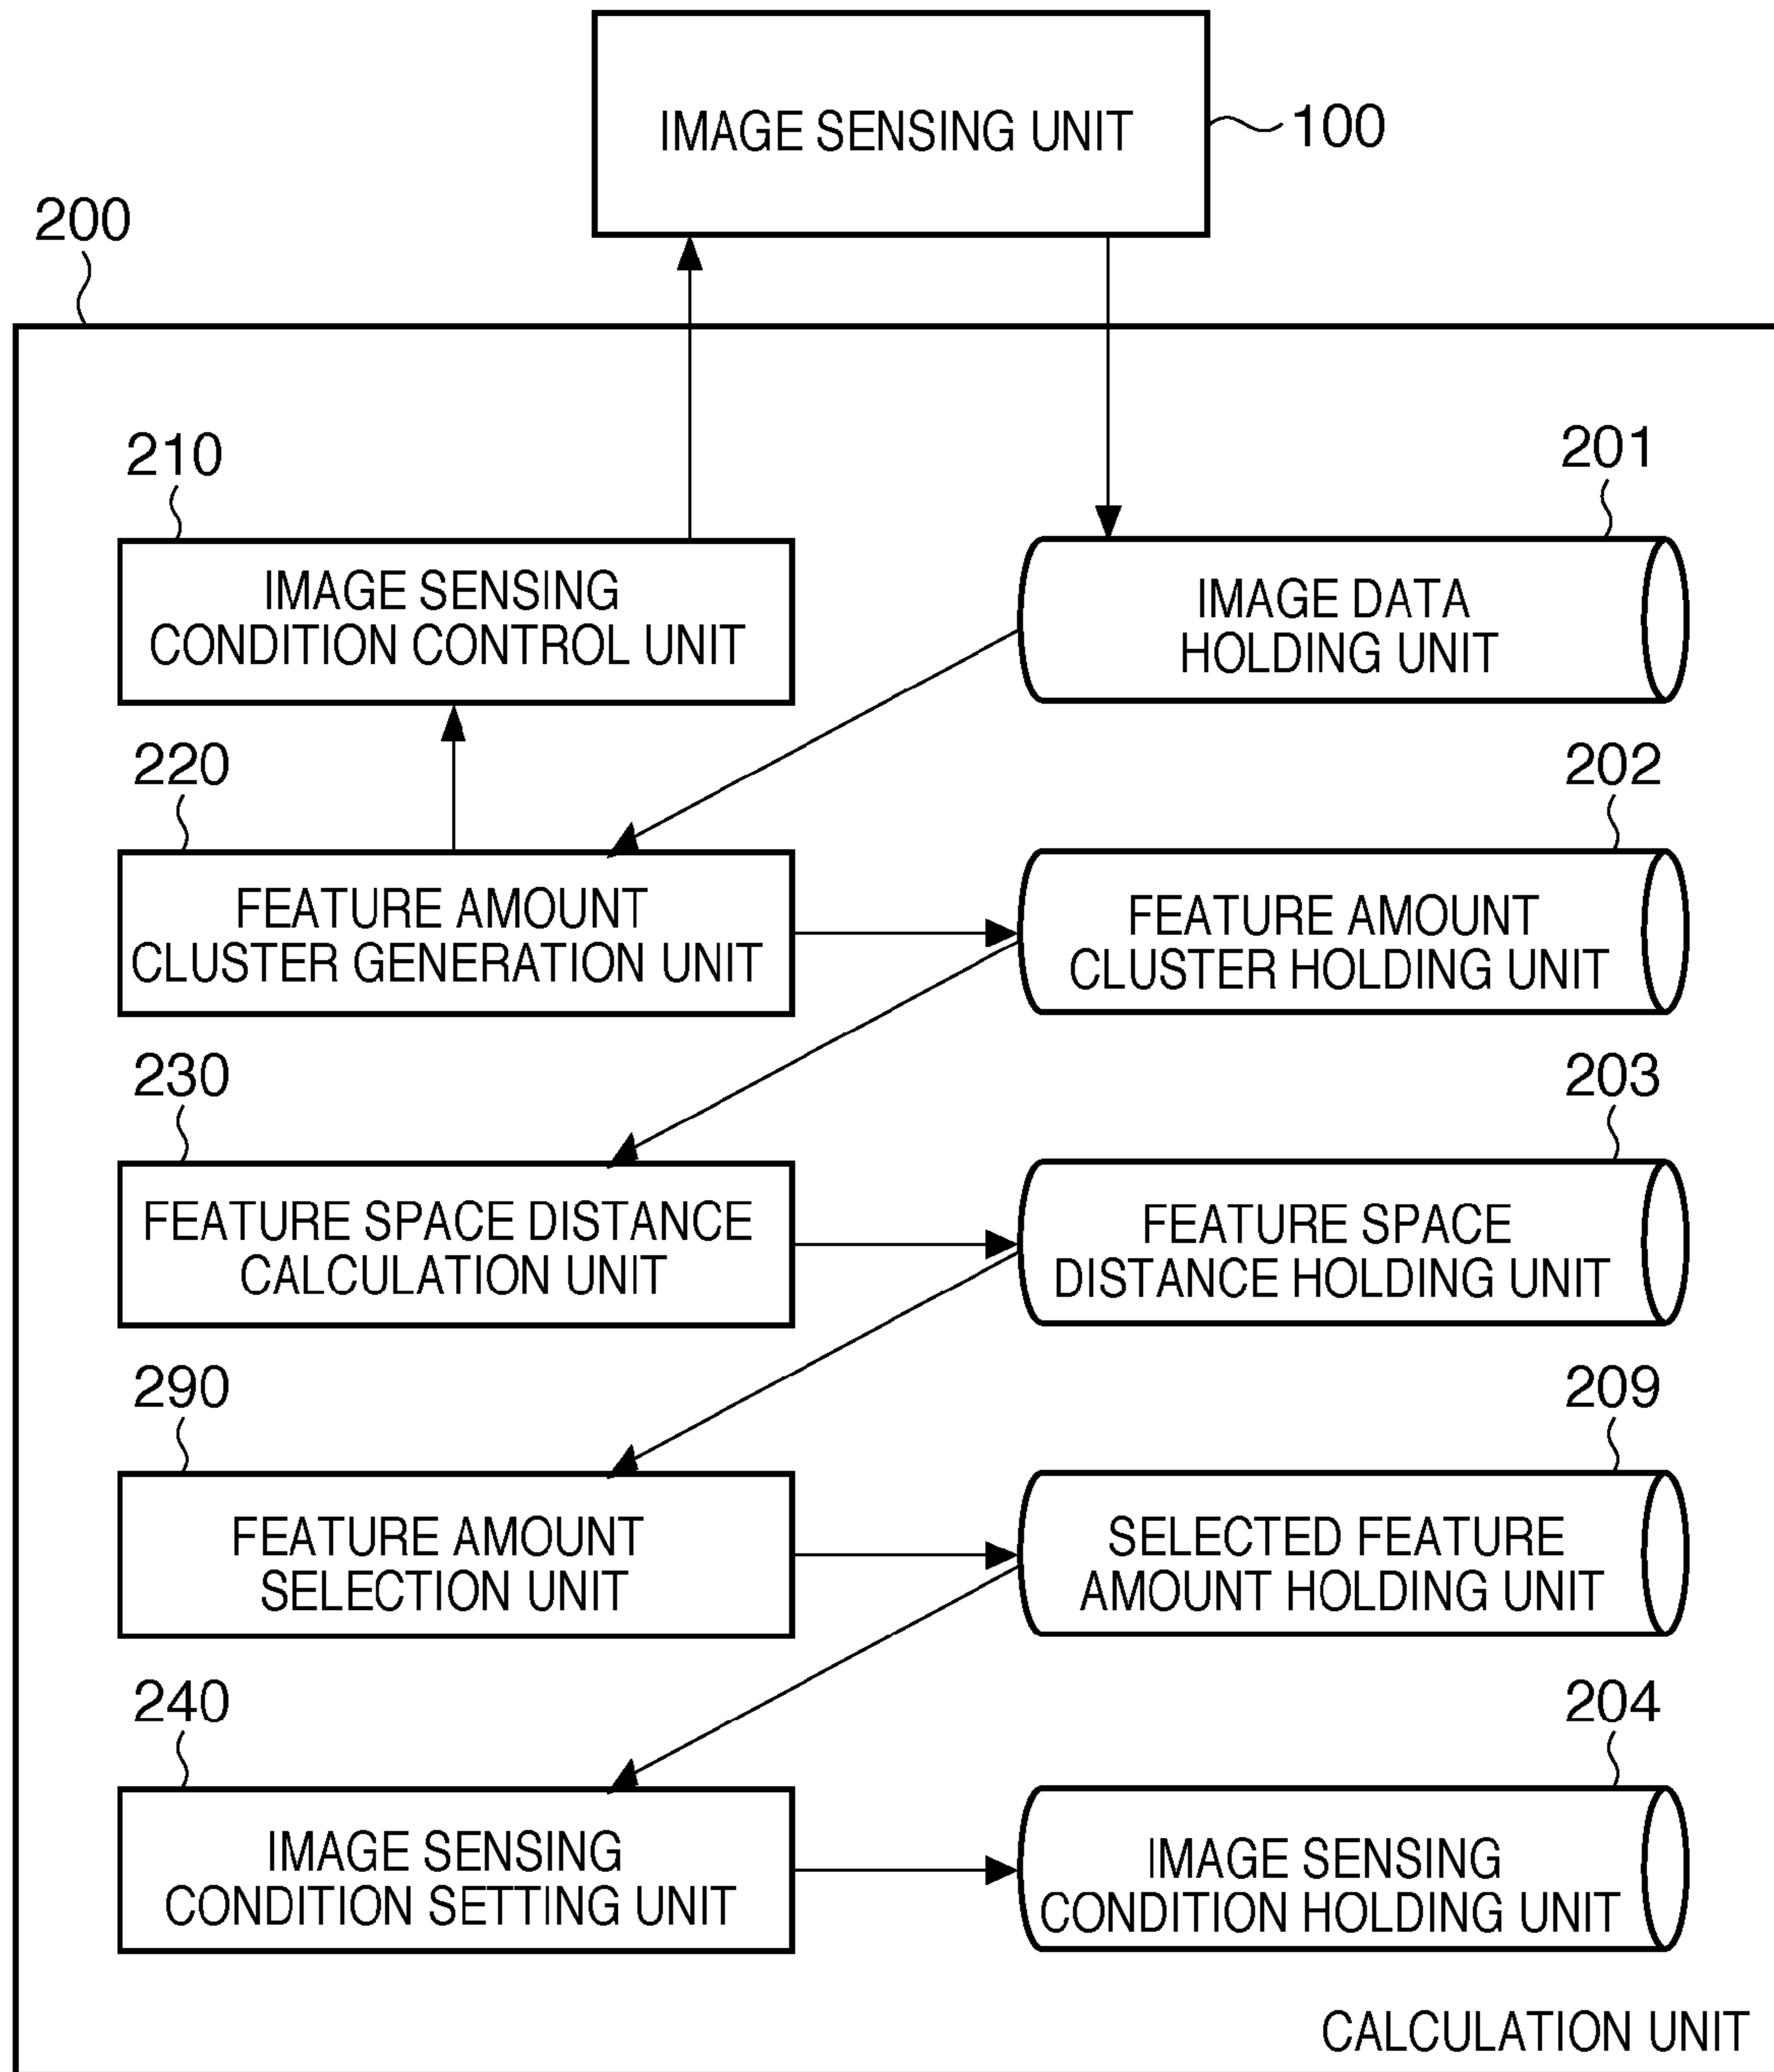 IMAGE SENSING UNIT
100
200
210
201
IMAGE SENSING
CONDITION CONTROL UNIT
IMAGE DATA
HOLDING UNIT
220
202
FEATURE AMOUNT
CLUSTER GENERATION UNIT
FEATURE AMOUNT
CLUSTER HOLDING UNIT
230
203
FEATURE SPACE DISTANCE
CALCULATION UNIT
FEATURE SPACE
DISTANCE HOLDING UNIT
290
209
FEATURE AMOUNT
SELECTION UNIT
SELECTED FEATURE
AMOUNT HOLDING UNIT
240
204
IMAGE SENSING
CONDITION SETTING UNIT
IMAGE SENSING
CONDITION HOLDING UNIT
CALCULATION UNIT